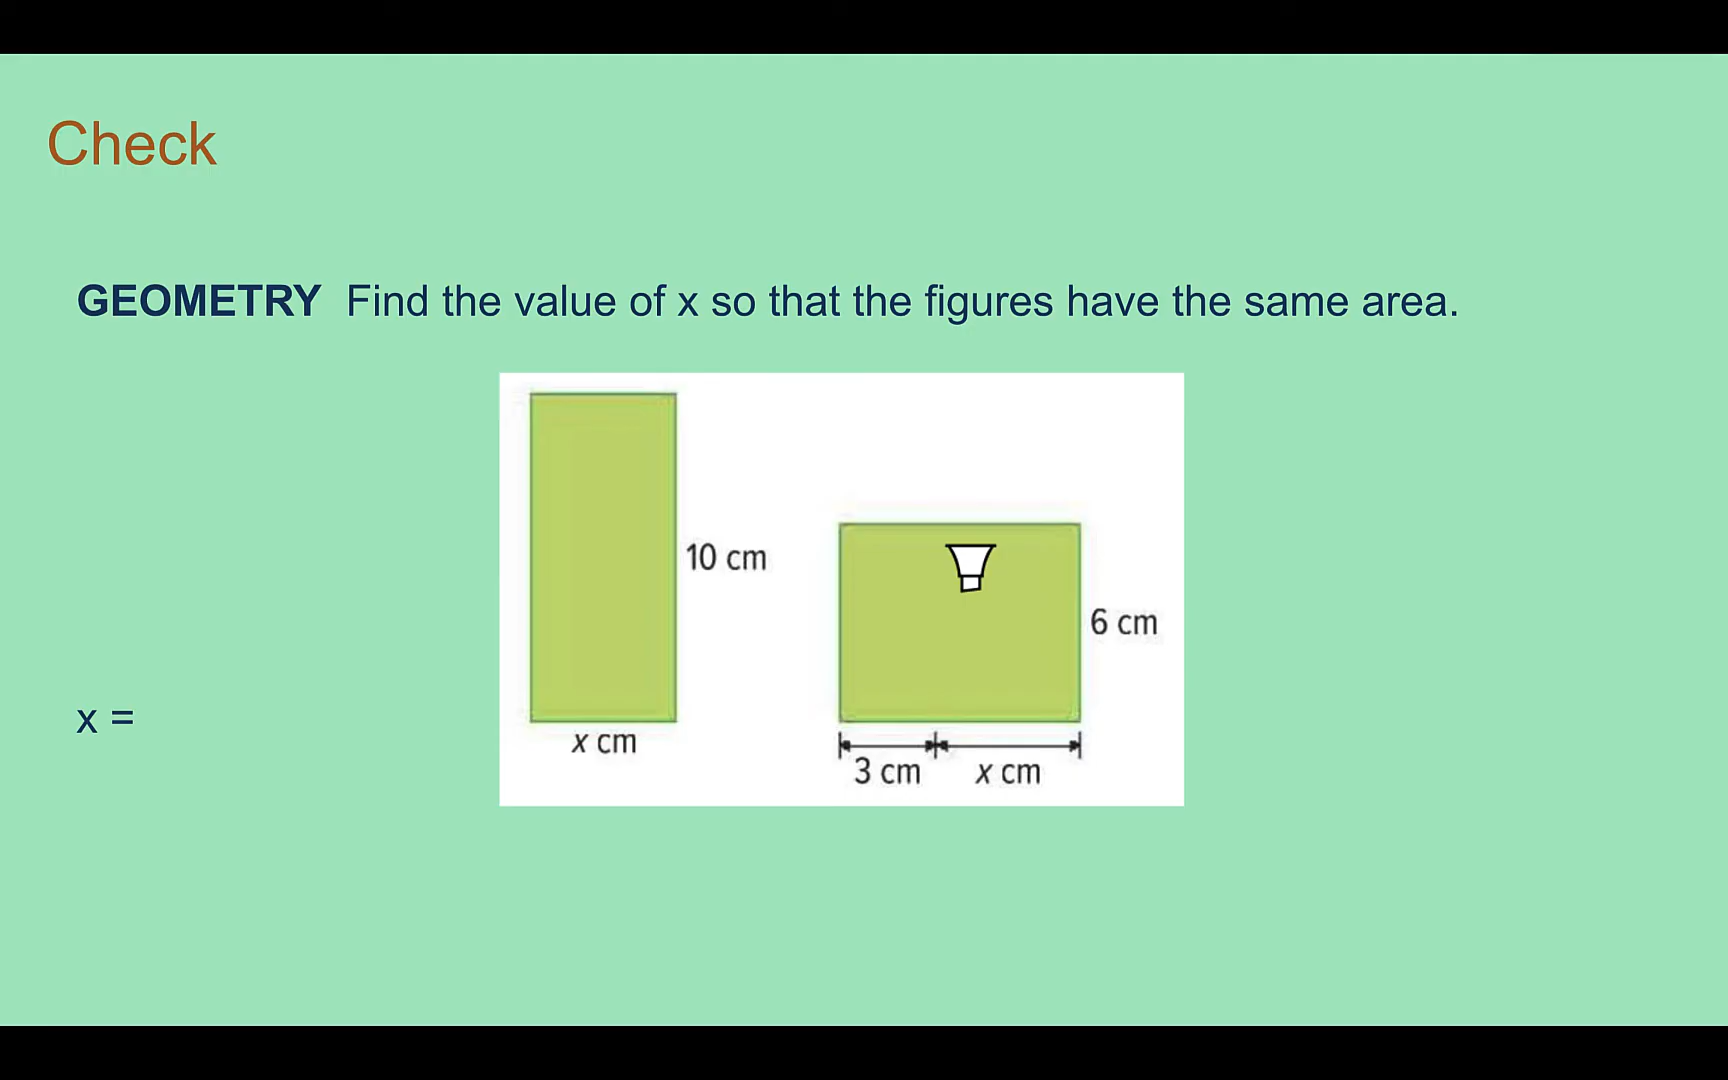 Check
GEOMETRY Find the value of x so that the figures have the same area.
10 cm
6 cm
x =
x cm
3 cm
x cm